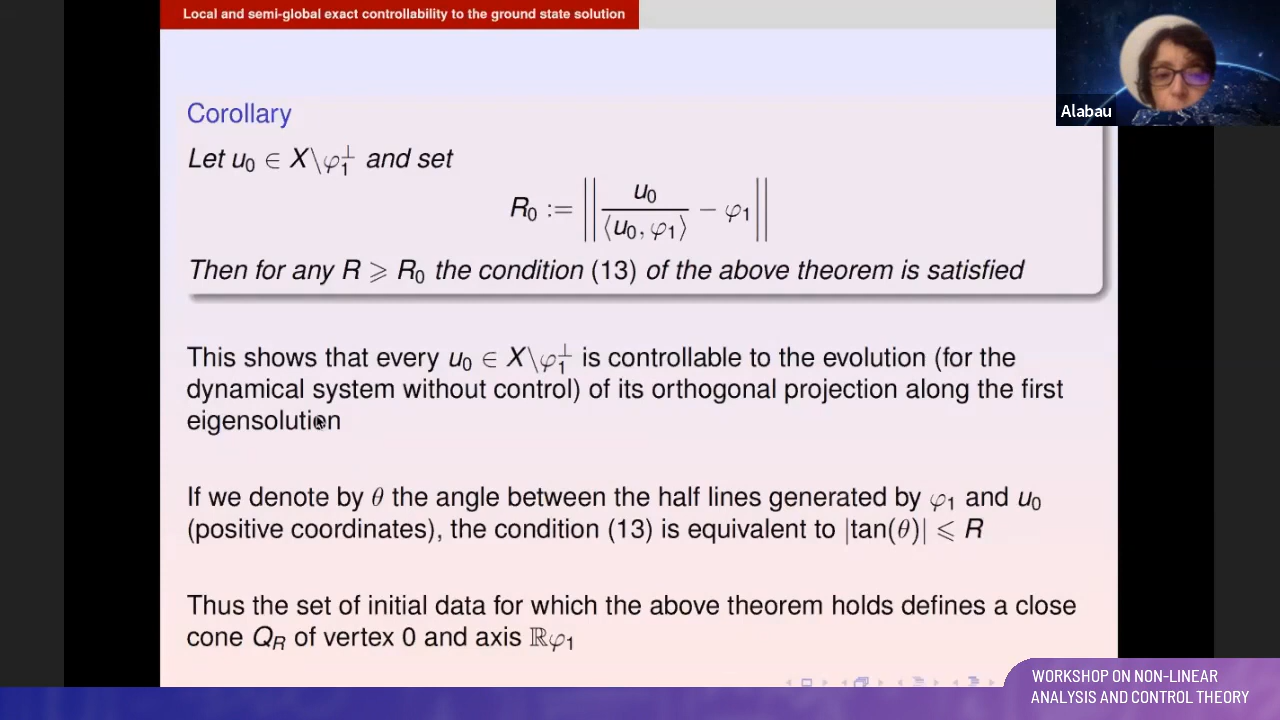 Local and semi-global exact controllability to the ground state solution
Alabau
Corollary
Let u₀ ∈ X\φ₁^⊥ and set
R₀ := || u₀ / ⟨u₀, φ₁⟩ − φ₁ ||
Then for any R ⩾ R₀ the condition (13) of the above theorem is satisfied
This shows that every u₀ ∈ X\φ₁^⊥ is controllable to the evolution (for the
dynamical system without control) of its orthogonal projection along the first
eigensolution
If we denote by θ the angle between the half lines generated by φ₁ and u₀
(positive coordinates), the condition (13) is equivalent to |tan(θ)| ⩽ R
Thus the set of initial data for which the above theorem holds defines a close
cone Q_R of vertex 0 and axis ℝφ₁
WORKSHOP ON NON-LINEAR
ANALYSIS AND CONTROL THEORY